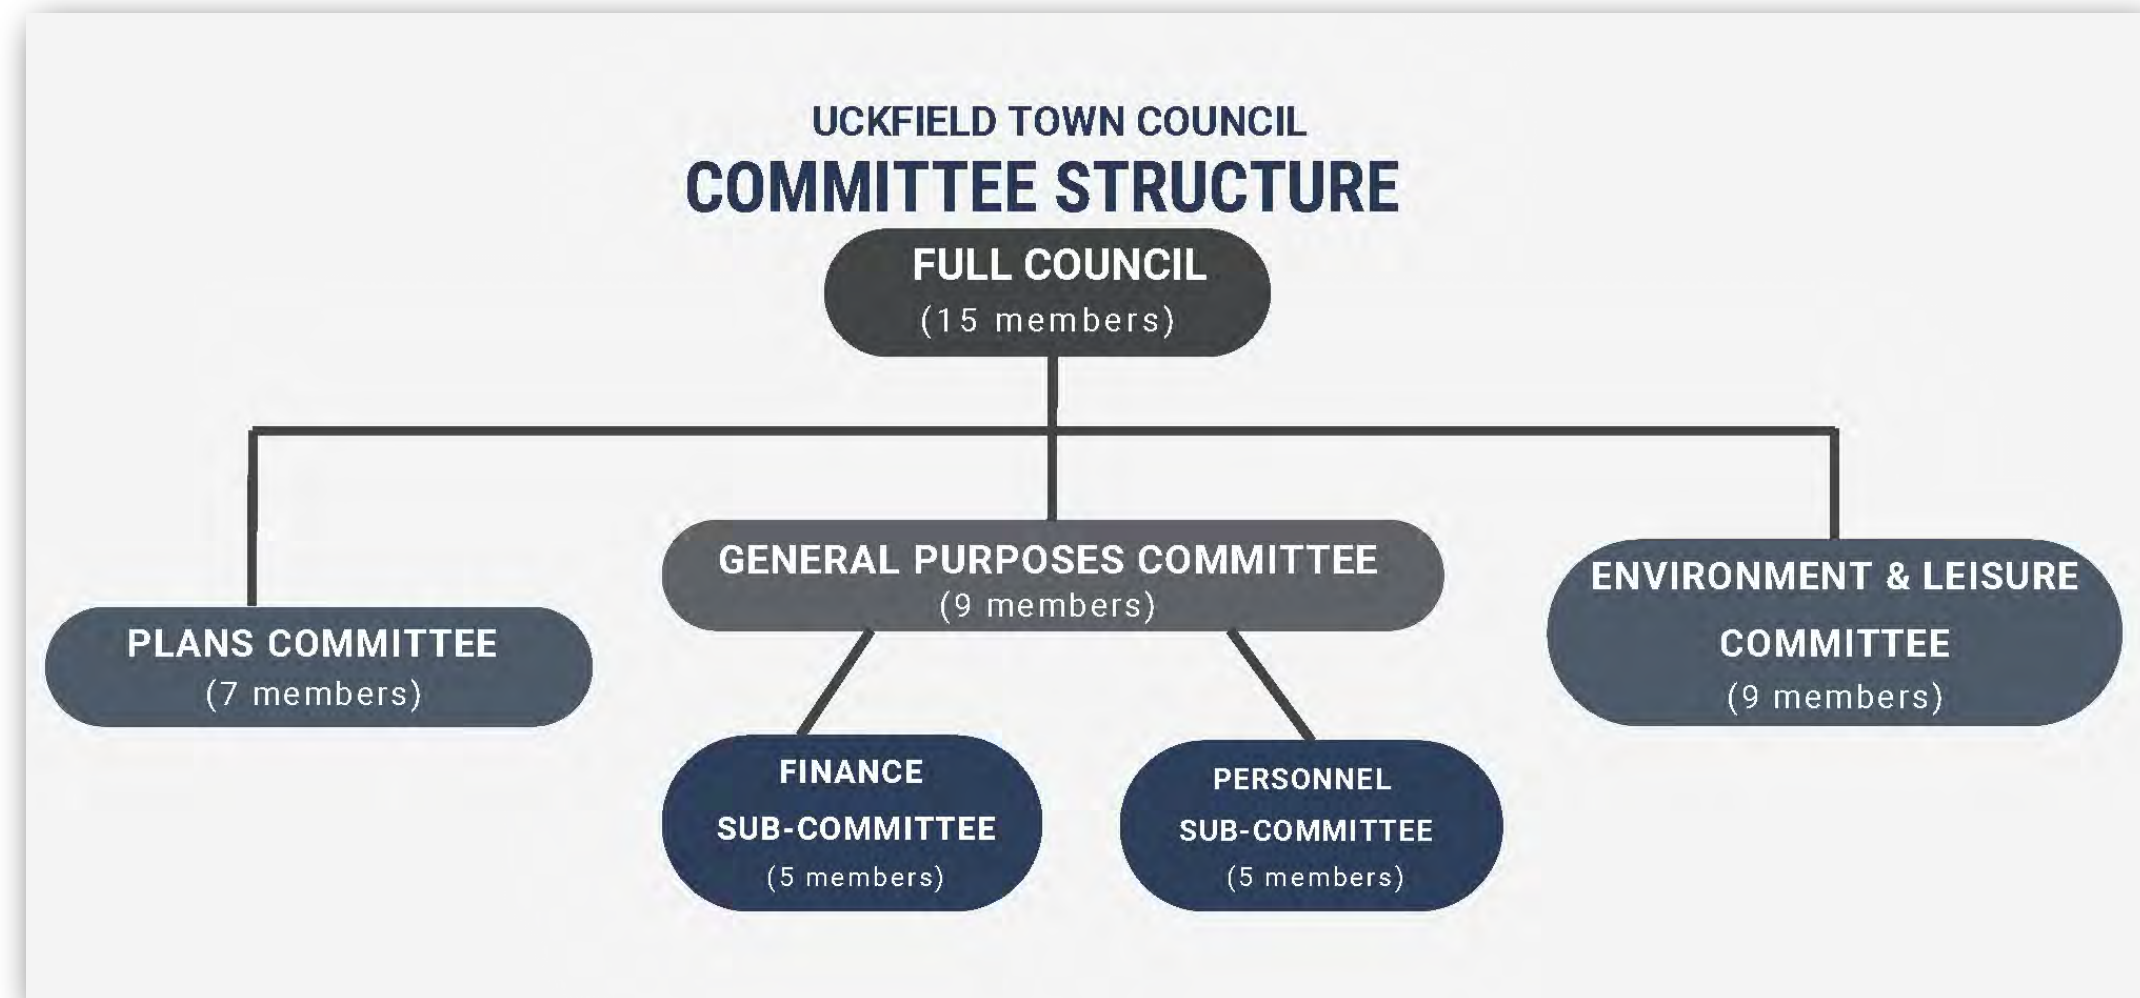 UCKFIELD TOWN COUNCIL
COMMITTEE STRUCTURE
FULL COUNCIL
(15 members)
PLANS COMMITTEE
(7 members)
GENERAL PURPOSES COMMITTEE
(9 members)
ENVIRONMENT & LEISURE
COMMITTEE
(9 members)
FINANCE
SUB-COMMITTEE
(5 members)
PERSONNEL
SUB-COMMITTEE
(5 members)